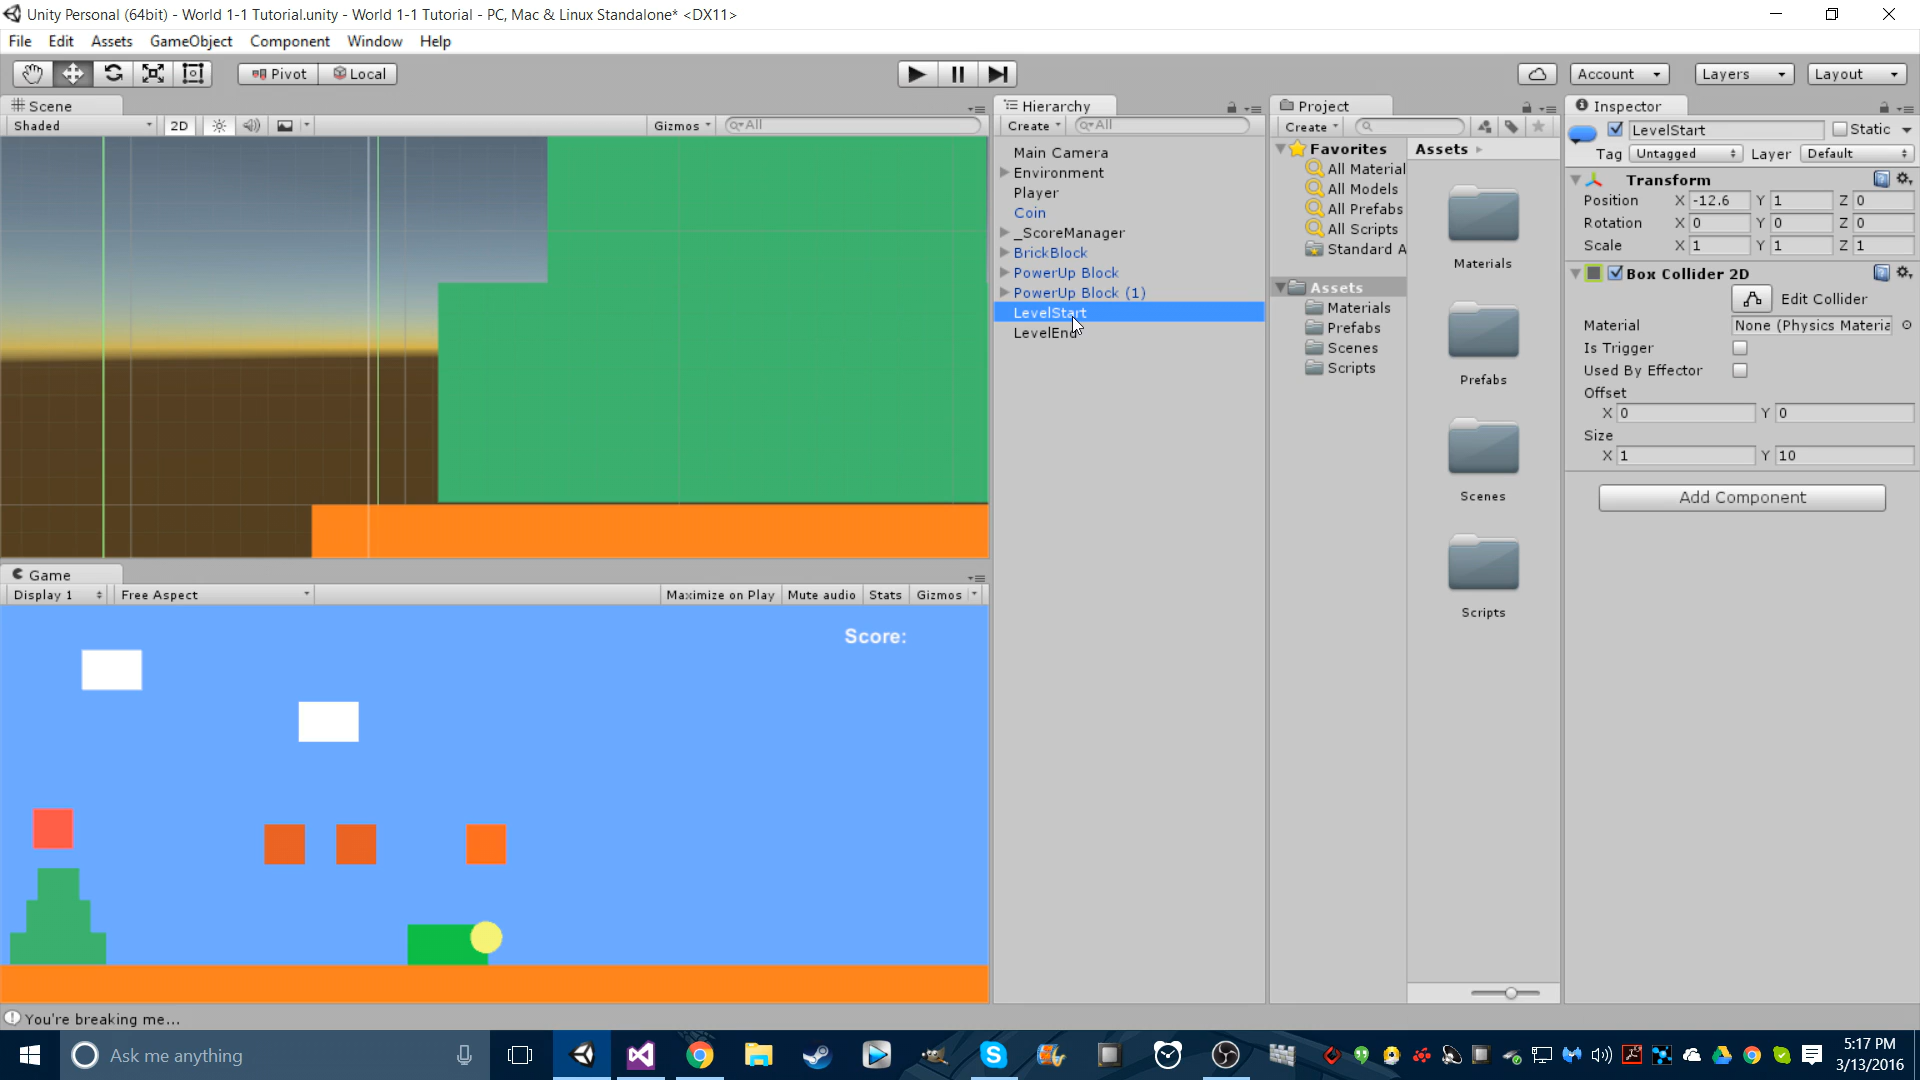 Unity Personal (64bit) - World 1-1 Tutorial.unity - World 1-1 Tutorial - PC, Mac & Linux Standalone* <DX11>
File Edit Assets GameObject Component Window Help
Pivot Local Account Layers Layout
Scene Hierarchy Project Inspector
Shaded 2D Gizmos All Create All Create
LevelStart Static
Tag Untagged Layer Default
Main Camera
Environment
Player
Coin
_ScoreManager
BrickBlock
PowerUp Block
PowerUp Block (1)
LevelStart
LevelEnd
Favorites
All Material
All Models
All Prefabs
All Scripts
Standard A
Assets
Materials
Prefabs
Scenes
Scripts
Assets
Materials
Prefabs
Scenes
Scripts
Transform
Position X -12.6 Y 1 Z 0
Rotation X 0 Y 0 Z 0
Scale X 1 Y 1 Z 1
Box Collider 2D
Edit Collider
Material None (Physics Materia
Is Trigger
Used By Effector
Offset
X 0 Y 0
Size
X 1 Y 10
Add Component
Game
Display 1 Free Aspect Maximize on Play Mute audio Stats Gizmos
Score:
You're breaking me...
Ask me anything
5:17 PM
3/13/2016